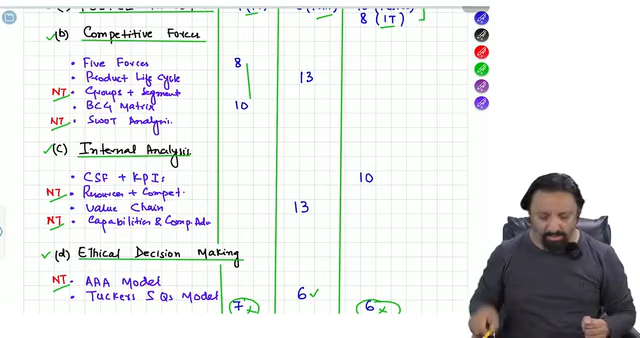 8 (IT)
(b) Competitive Forces
• Five Forces 8
• Product Life Cycle 13
NT • Groups + Segment
• BCG Matrix 10
NT • SWOT Analysis.
(c) Internal Analysis
• CSF + KPIs 10
NT • Resources + Compet.
• Value Chain 13
NT • Capabilities & Comp. Adv
(d) Ethical Decision Making
NT • AAA Model
• Tuckers 5Qs Model 7 6 6